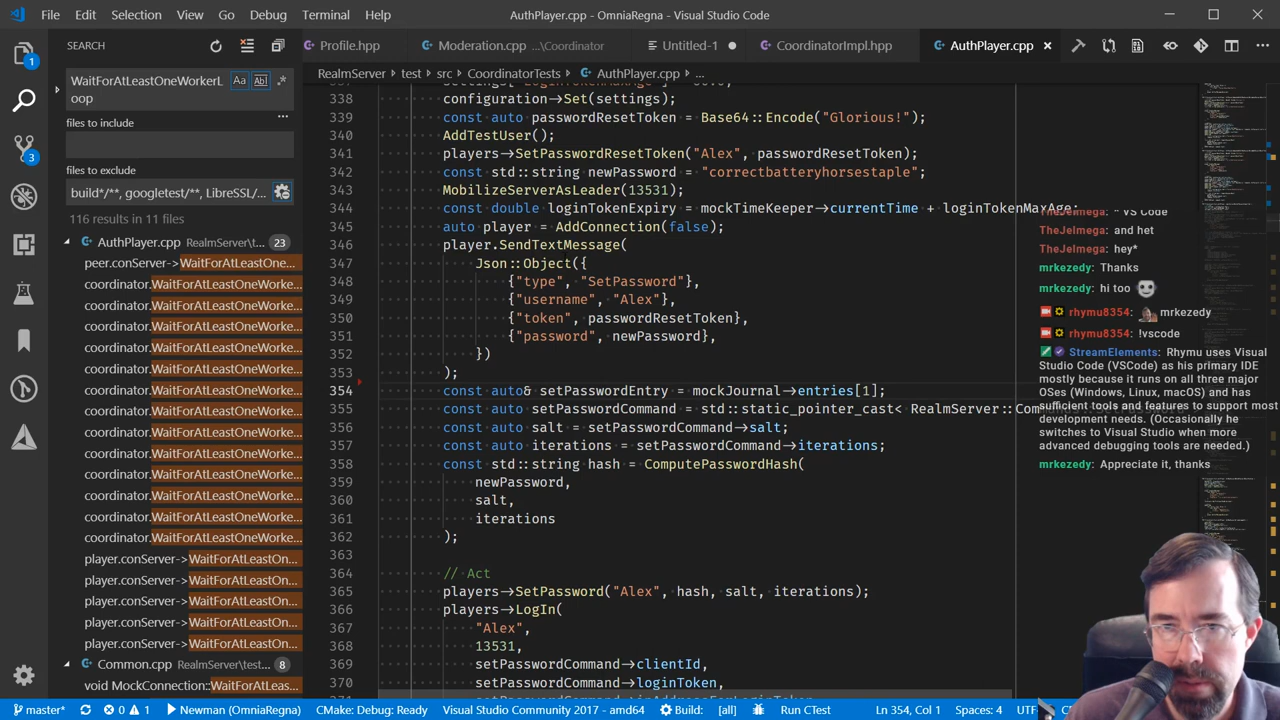 File Edit Selection View Go Debug Terminal Help AuthPlayer.cpp - OmniaRegna - Visual Studio Code
SEARCH Profile.hpp Moderation.cpp ...\Coordinator Untitled-1 CoordinatorImpl.hpp AuthPlayer.cpp
RealmServer > test > src > CoordinatorTests > AuthPlayer.cpp > ...
WaitForAtLeastOneWorkerL
oop
files to include
files to exclude
build*/**, googletest/**, LibreSSL/...
116 results in 11 files
AuthPlayer.cpp RealmServer\t... 23
peer.conServer->WaitForAtLeastOne...
coordinator.WaitForAtLeastOneWorke...
coordinator.WaitForAtLeastOneWorke...
coordinator.WaitForAtLeastOneWorke...
coordinator.WaitForAtLeastOneWorke...
coordinator.WaitForAtLeastOneWorke...
coordinator.WaitForAtLeastOneWorke...
coordinator.WaitForAtLeastOneWorke...
coordinator.WaitForAtLeastOneWorke...
coordinator.WaitForAtLeastOneWorke...
coordinator.WaitForAtLeastOneWorke...
coordinator.WaitForAtLeastOneWorke...
coordinator.WaitForAtLeastOneWorke...
coordinator.WaitForAtLeastOneWorke...
player.conServer->WaitForAtLeastOn...
player.conServer->WaitForAtLeastOn...
player.conServer->WaitForAtLeastOn...
player.conServer->WaitForAtLeastOn...
player.conServer->WaitForAtLeastOn...
Common.cpp RealmServer\test... 8
void MockConnection::WaitForAtLeas...
338 configuration->Set(settings);
339 const auto passwordResetToken = Base64::Encode("Glorious!");
340 AddTestUser();
341 players->SetPasswordResetToken("Alex", passwordResetToken);
342 const std::string newPassword = "correctbatteryhorsestaple";
343 MobilizeServerAsLeader(13531);
344 const double loginTokenExpiry = mockTimeKeeper->currentTime + loginTokenMaxAge;
345 auto player = AddConnection(false);
346 player.SendTextMessage(
347 Json::Object({
348 {"type", "SetPassword"},
349 {"username", "Alex"},
350 {"token", passwordResetToken},
351 {"password", newPassword},
352 })
353 );
354 const auto& setPasswordEntry = mockJournal->entries[1];
355 const auto setPasswordCommand = std::static_pointer_cast< RealmServer::Com
356 const auto salt = setPasswordCommand->salt;
357 const auto iterations = setPasswordCommand->iterations;
358 const std::string hash = ComputePasswordHash(
359 newPassword,
360 salt,
361 iterations
362 );
363
364 // Act
365 players->SetPassword("Alex", hash, salt, iterations);
366 players->LogIn(
367 "Alex",
368 13531,
369 setPasswordCommand->clientId,
370 setPasswordCommand->loginToken,
TheJelmega: * VS Code
TheJelmega: and het
TheJelmega: hey*
mrkezedy: Thanks
mrkezedy: hi too
rhymu8354: mrkezedy
rhymu8354: !vscode
StreamElements: Rhymu uses Visual
Studio Code (VSCode) as his primary IDE
mostly because it runs on all three major
OSes (Windows, Linux, macOS) and has
sufficient tools and features to support most
development needs. (Occasionally he
switches to Visual Studio when more
advanced debugging tools are needed.)
mrkezedy: Appreciate it, thanks
master* 0 1 Newman (OmniaRegna) CMake: Debug: Ready Visual Studio Community 2017 - amd64 Build: [all] Run CTest Ln 354, Col 1 Spaces: 4